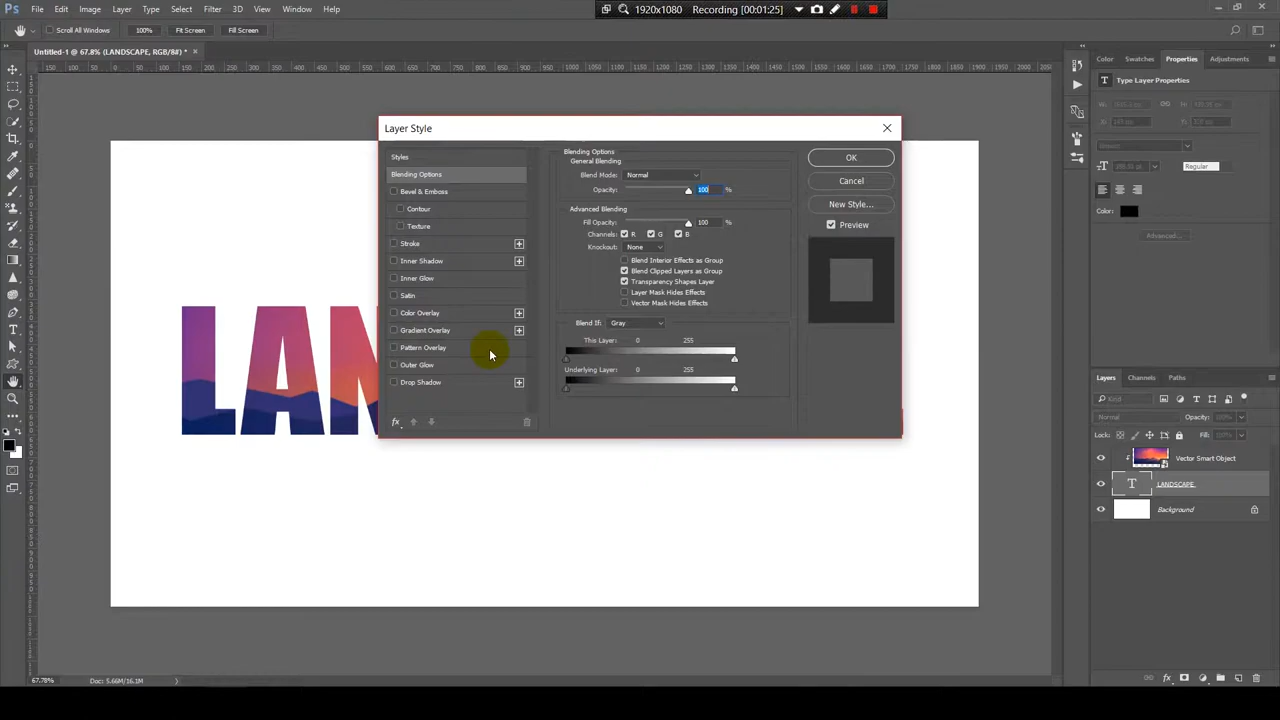 Ps File Edit Image Layer Type Select Filter 3D View Window Help
1920x1080 Recording [00:01:25]
Scroll All Windows 100% Fit Screen Fill Screen
Untitled-1 @ 67.8% (LANDSCAPE, RGB/8#) *
Color Swatches Properties Adjustments
Type Layer Properties
Regular
Color:
Advanced...
Layer Style
Styles
Blending Options
Bevel & Emboss
Contour
Texture
Stroke
Inner Shadow
Inner Glow
Satin
Color Overlay
Gradient Overlay
Pattern Overlay
Outer Glow
Drop Shadow
fx
Blending Options
General Blending
Blend Mode: Normal
Opacity: 100 %
Advanced Blending
Fill Opacity: 100 %
Channels: R G B
Knockout: None
Blend Interior Effects as Group
Blend Clipped Layers as Group
Transparency Shapes Layer
Layer Mask Hides Effects
Vector Mask Hides Effects
Blend If: Gray
This Layer: 0 255
Underlying Layer: 0 255
OK
Cancel
New Style...
Preview
LAN
Layers Channels Paths
Kind
Normal Opacity: 100%
Lock: Fill: 100%
Vector Smart Object
T LANDSCAPE
Background
67.78% Doc: 5.66M/16.1M
fx